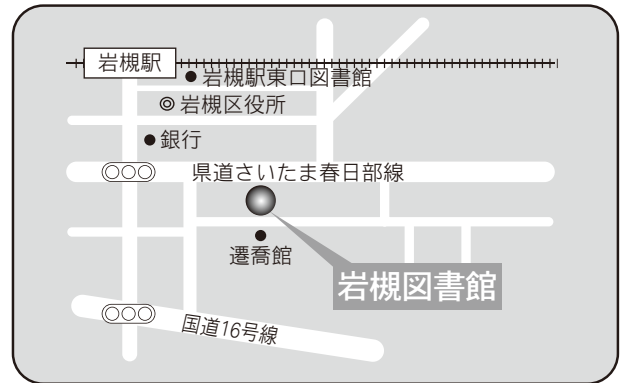 岩槻駅
岩槻駅東口図書館
岩槻区役所
銀行
県道さいたま春日部線
遷喬館
岩槻図書館
国道16号線